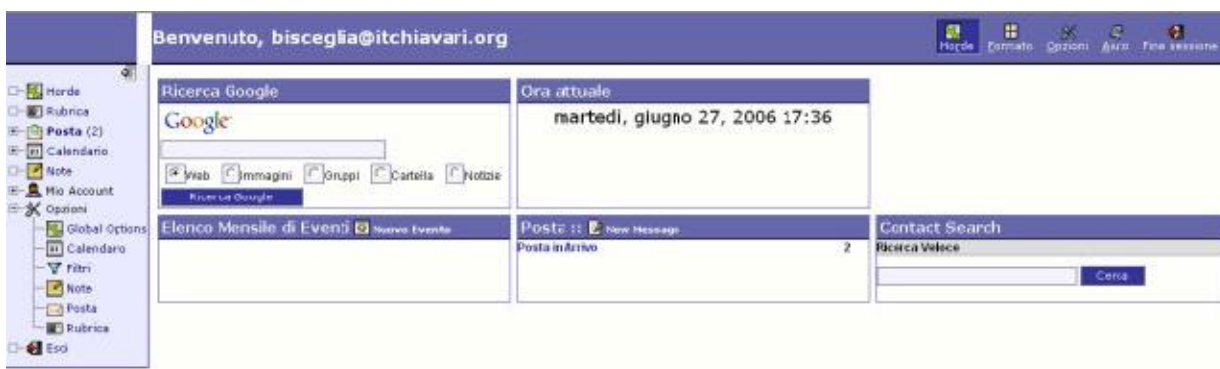 Benvenuto, bisceglia@itchiavari.org
Horde Formato Opzioni Aiuto Fine sessione
Horde
Rubrica
Posta (2)
Calendario
Note
Mio Account
Opzioni
Global Options
Calendaro
Filtri
Note
Posta
Rubrica
Esci
Ricerca Google
Google
Web Immagini Gruppi Cartella Notizie
Ricerca Google
Ora attuale
martedi, giugno 27, 2006 17:36
Elenco Mensile di Eventi Nuovo Evento
Posta :: New Message
Posta in Arrivo 2
Contact Search
Ricerca Veloce
Cerca